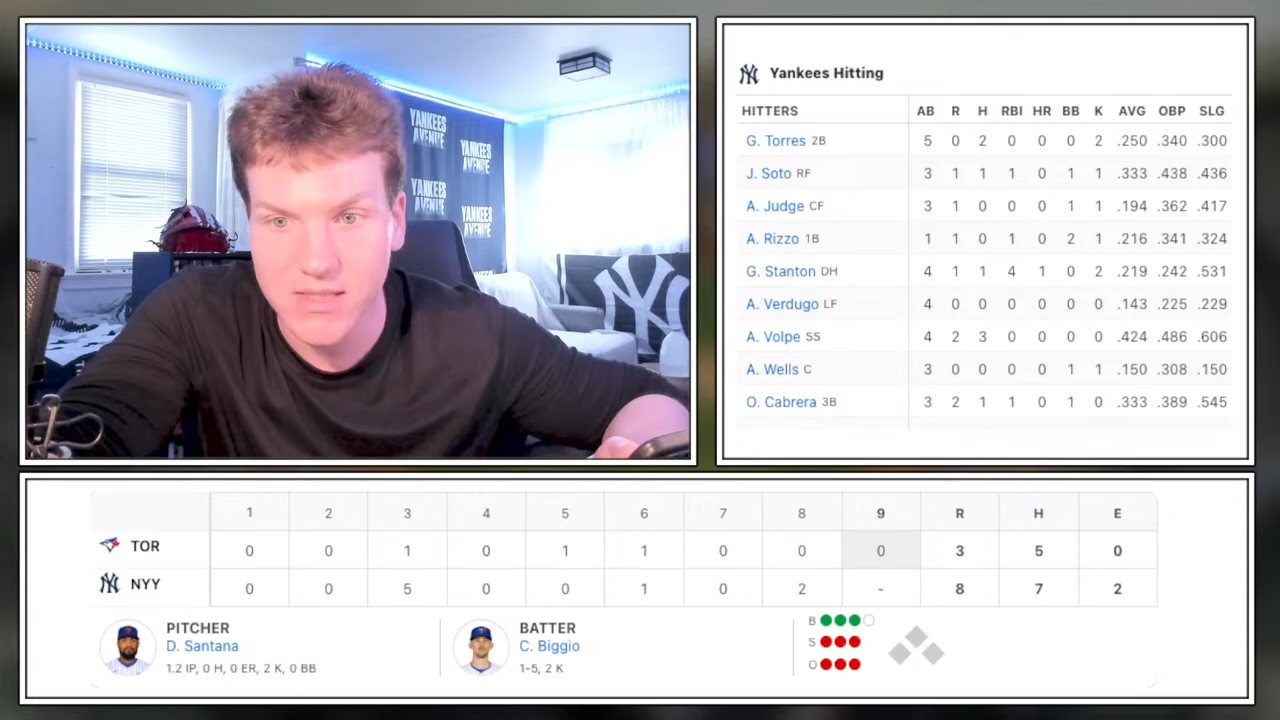 YANKEES
AVENUE
YANKEES
AVENUE
YANKEES
AVENUE
YANKEES
AVENUE
Yankees Hitting
HITTERS AB R H RBI HR BB K AVG OBP SLG
G. Torres 2B 5 0 2 0 0 0 2 .250 .340 .300
J. Soto RF 3 1 1 1 0 1 1 .333 .438 .436
A. Judge CF 3 1 0 0 0 1 1 .194 .362 .417
A. Rizzo 1B 1 1 0 1 0 2 1 .216 .341 .324
G. Stanton DH 4 1 1 4 1 0 2 .219 .242 .531
A. Verdugo LF 4 0 0 0 0 0 0 .143 .225 .229
A. Volpe SS 4 2 3 0 0 0 0 .424 .486 .606
A. Wells C 3 0 0 0 0 1 1 .150 .308 .150
O. Cabrera 3B 3 2 1 1 0 1 0 .333 .389 .545
1 2 3 4 5 6 7 8 9 R H E
TOR 0 0 1 0 1 1 0 0 0 3 5 0
NYY 0 0 5 0 0 1 0 2 - 8 7 2
PITCHER
D. Santana
1.2 IP, 0 H, 0 ER, 2 K, 0 BB
BATTER
C. Biggio
1-5, 2 K
B
S
O